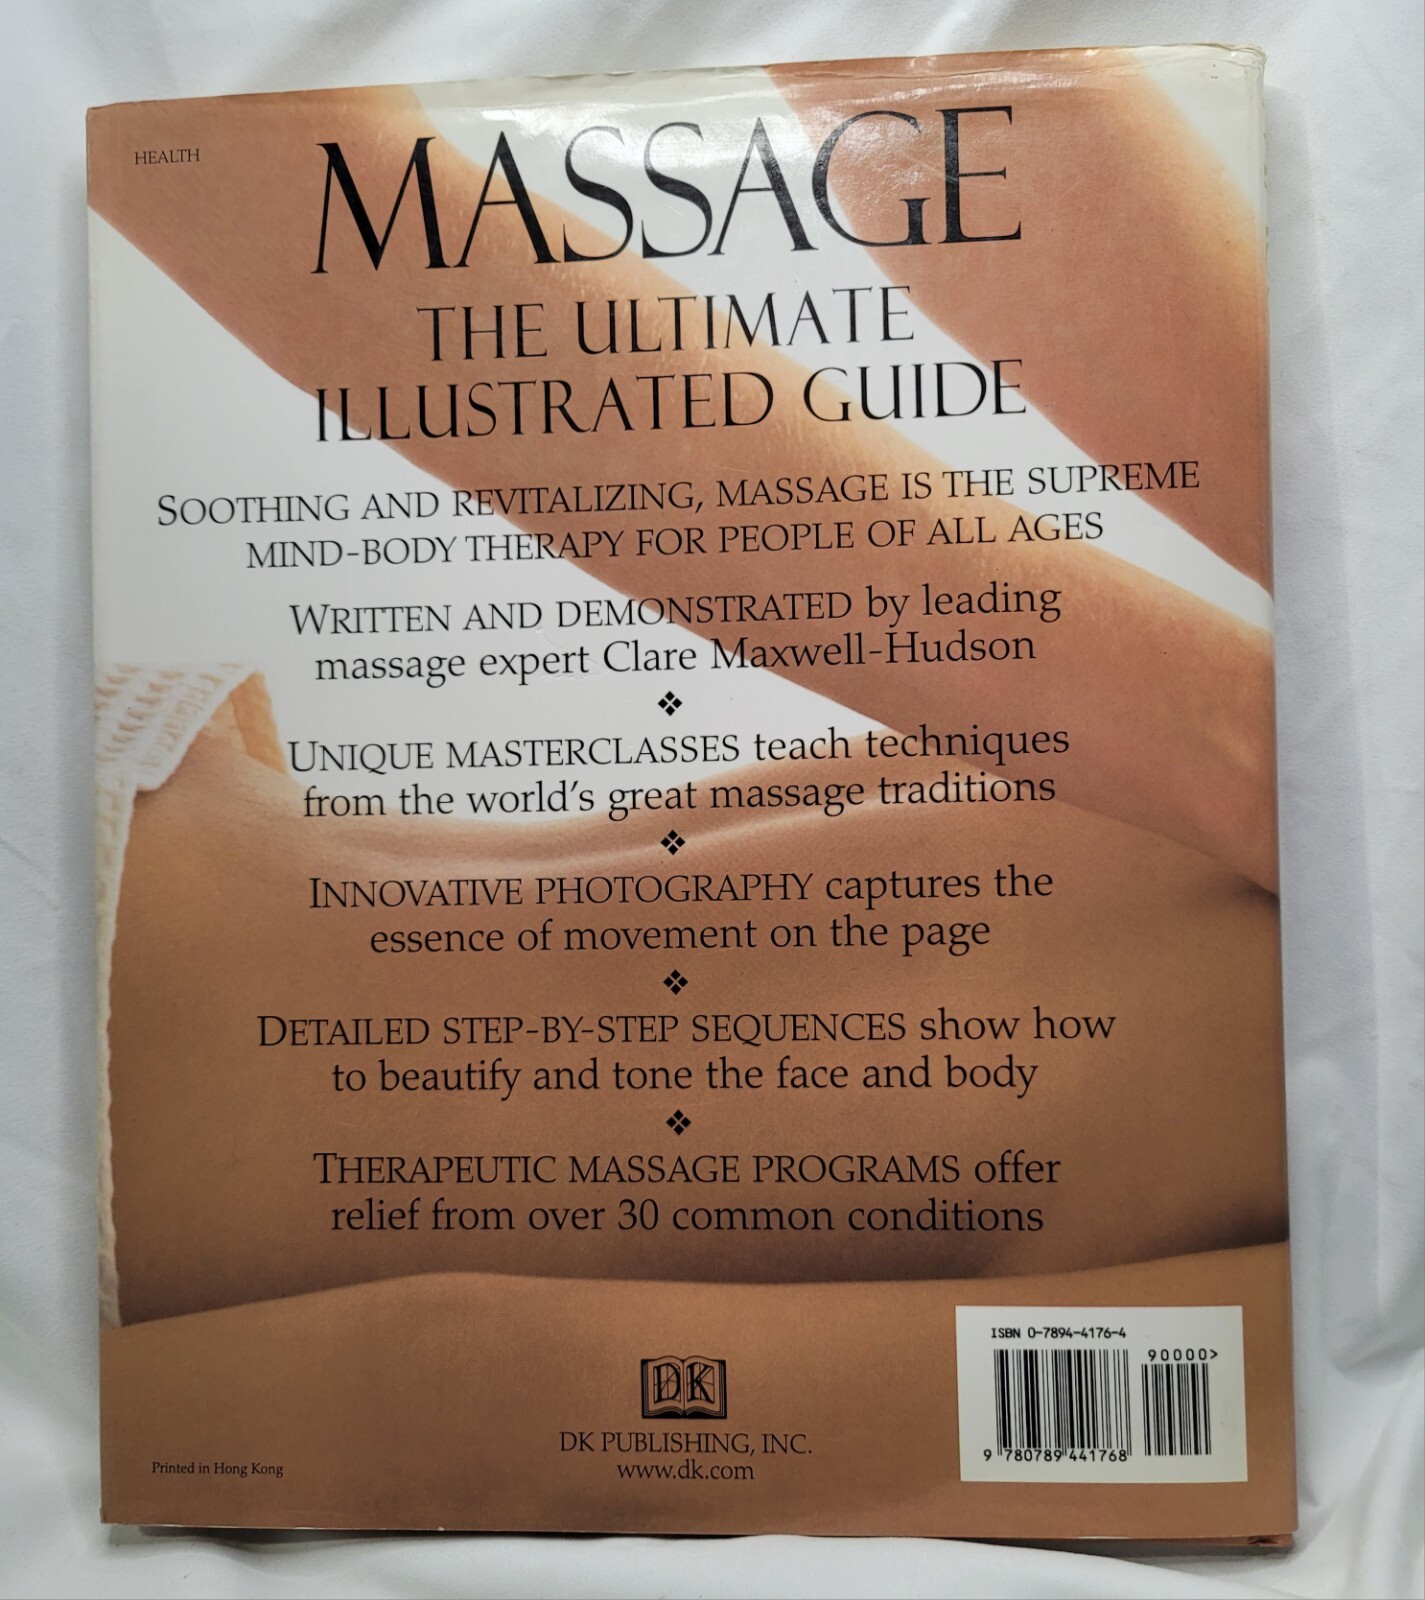 HEALTH
MASSAGE
THE ULTIMATE
ILLUSTRATED GUIDE
SOOTHING AND REVITALIZING, MASSAGE IS THE SUPREME
MIND-BODY THERAPY FOR PEOPLE OF ALL AGES
WRITTEN AND DEMONSTRATED by leading
massage expert Clare Maxwell-Hudson
UNIQUE MASTERCLASSES teach techniques
from the world's great massage traditions
INNOVATIVE PHOTOGRAPHY captures the
essence of movement on the page
DETAILED STEP-BY-STEP SEQUENCES show how
to beautify and tone the face and body
THERAPEUTIC MASSAGE PROGRAMS offer
relief from over 30 common conditions
ISBN 0-7894-4176-4
90000>
9 780789 441768
DK
DK PUBLISHING, INC.
www.dk.com
Printed in Hong Kong